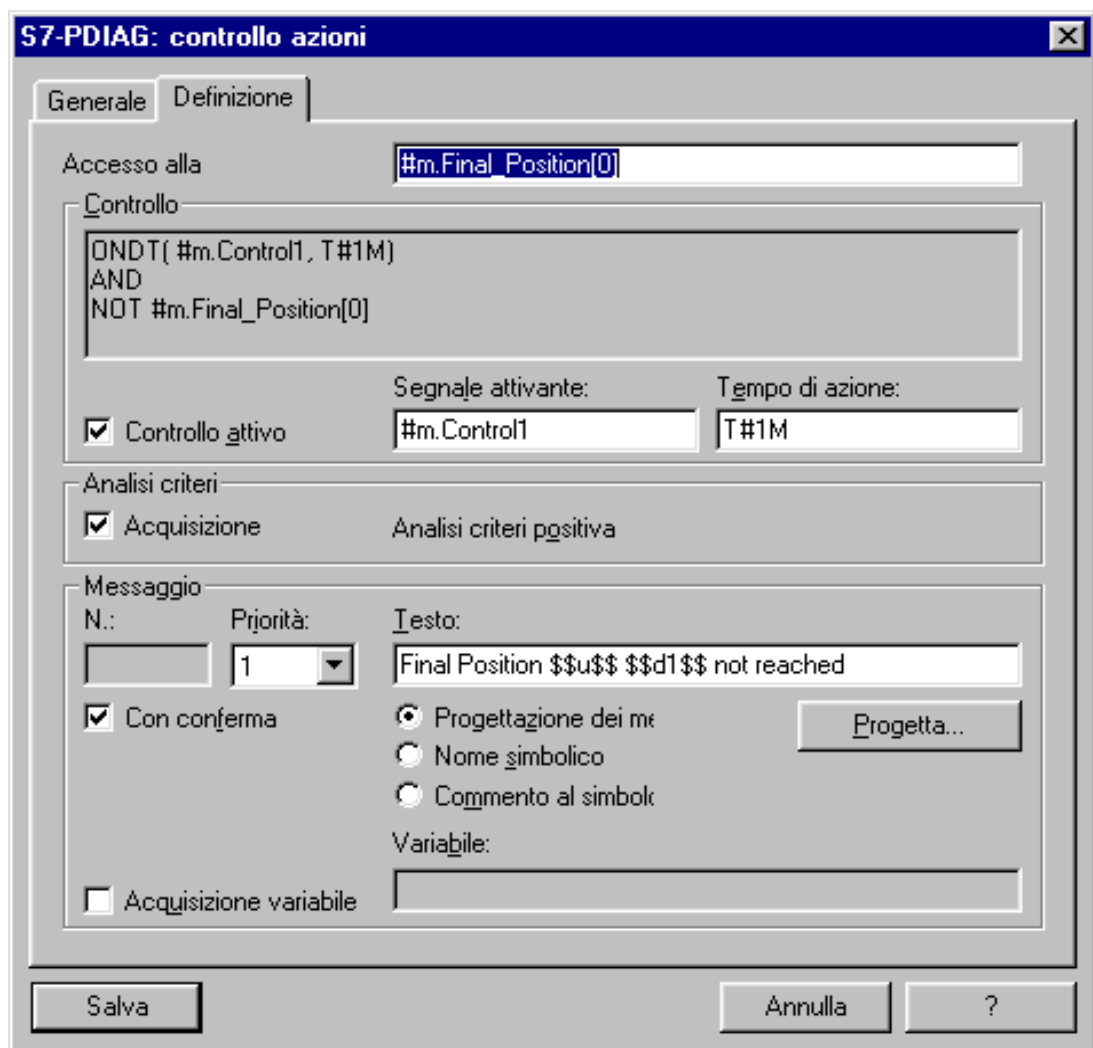 S7-PDIAG: controllo azioni
Generale Definizione
Accesso alla #m.Final_Position[0]
Controllo
ONDT( #m.Control1, T#1M)
AND
NOT #m.Final_Position[0]
Segnale attivante: Tempo di azione:
Controllo attivo #m.Control1 T#1M
Analisi criteri
Acquisizione Analisi criteri positiva
Messaggio
N.: Priorità: Testo:
1 Final Position $$u$$ $$d1$$ not reached
Con conferma Progettazione dei me Progetta...
Nome simbolico
Commento al simbolo
Variabile:
Acquisizione variabile
Salva Annulla ?